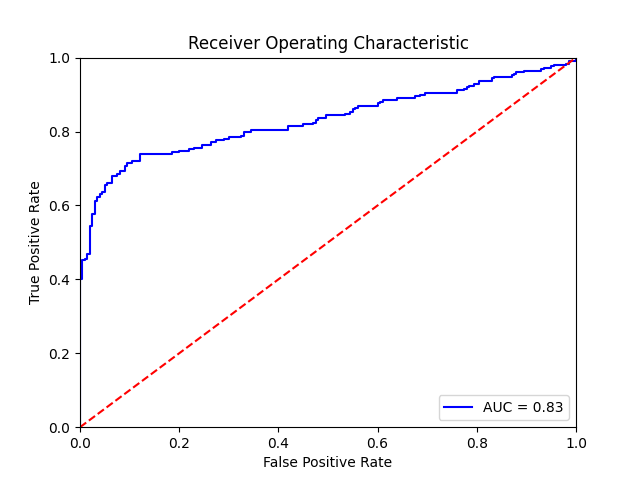 Receiver Operating Characteristic
1.0
0.8
0.6
0.4
0.2
0.0
True Positive Rate
AUC = 0.83
0.0 0.2 0.4 0.6 0.8 1.0
False Positive Rate